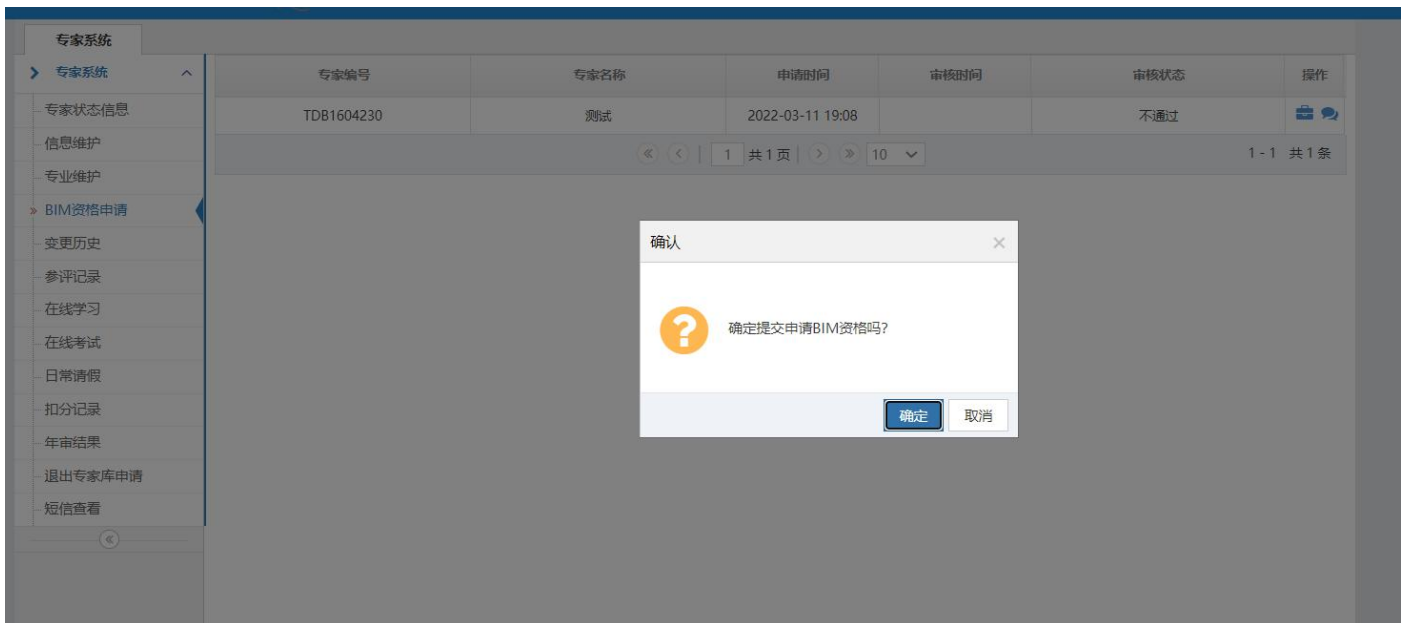 专家系统
专家系统
专家编号 专家名称 申请时间 审核时间 审核状态 操作
专家状态信息
TDB1604230 测试 2022-03-11 19:08 不通过
信息维护
1 共1页 10
1 - 1 共1条
专业维护
BIM资格申请
变更历史
参评记录
在线学习
在线考试
日常请假
扣分记录
年审结果
退出专家库申请
短信查看
确认
确定提交申请BIM资格吗?
确定 取消